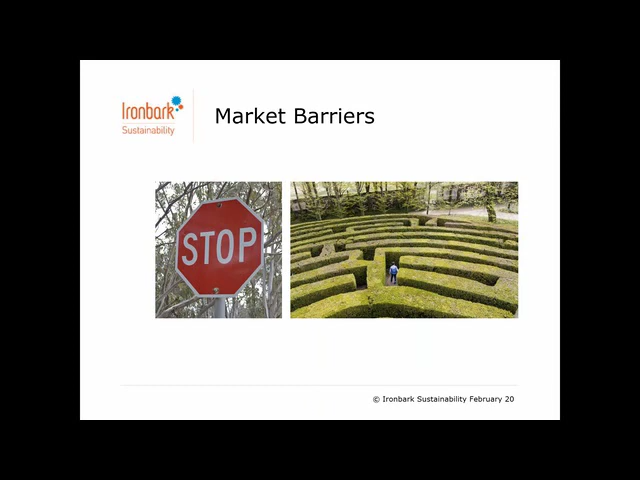 Ironbark
Sustainability
Market Barriers
STOP
© Ironbark Sustainability February 20